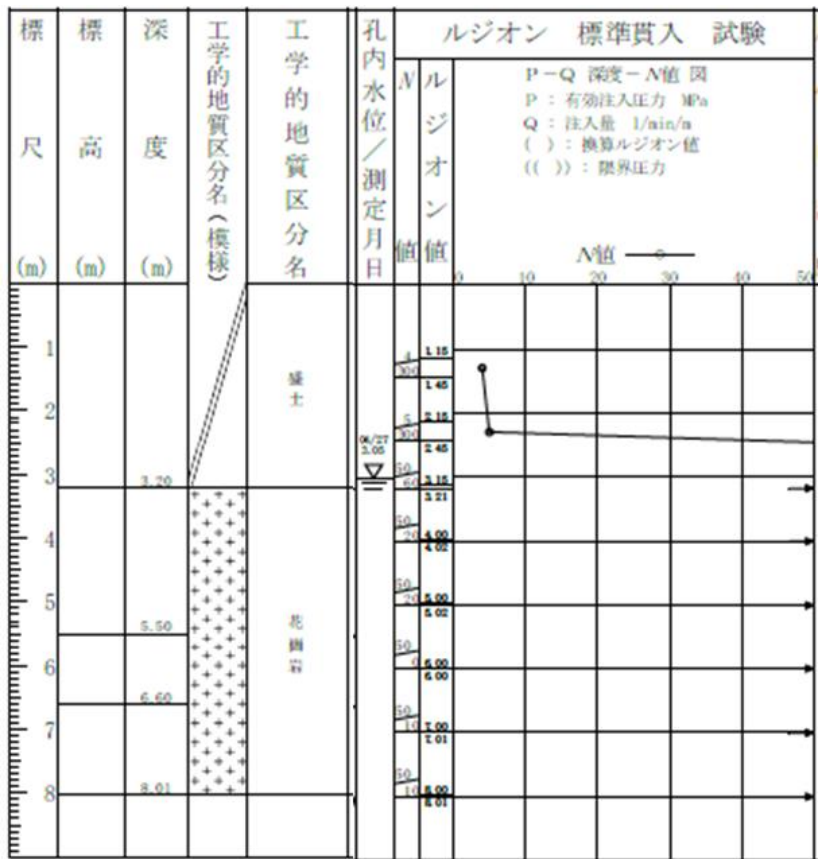 標尺(m)
標高(m)
深度(m)
工学的地質区分名(模様)
工学的地質区分名
孔内水位/測定月日
ルジオン 標準貫入 試験
N値
ルジオン値
P-Q 深度-N値 図
P : 有効注入圧力 MPa
Q : 注入量 l/min/m
( ) : 換算ルジオン値
(( )) : 限界圧力
N値
0 10 20 30 40 50
1
2
3
4
5
6
7
8
3.20
5.50
6.60
8.01
盛土
花崗岩
06/27
3.05
4
300
5
300
50
60
50
20
50
20
50
0
50
10
50
10
1.15
1.45
2.15
2.45
3.15
3.21
4.00
4.02
5.00
5.02
6.00
6.00
7.00
7.01
8.00
8.01